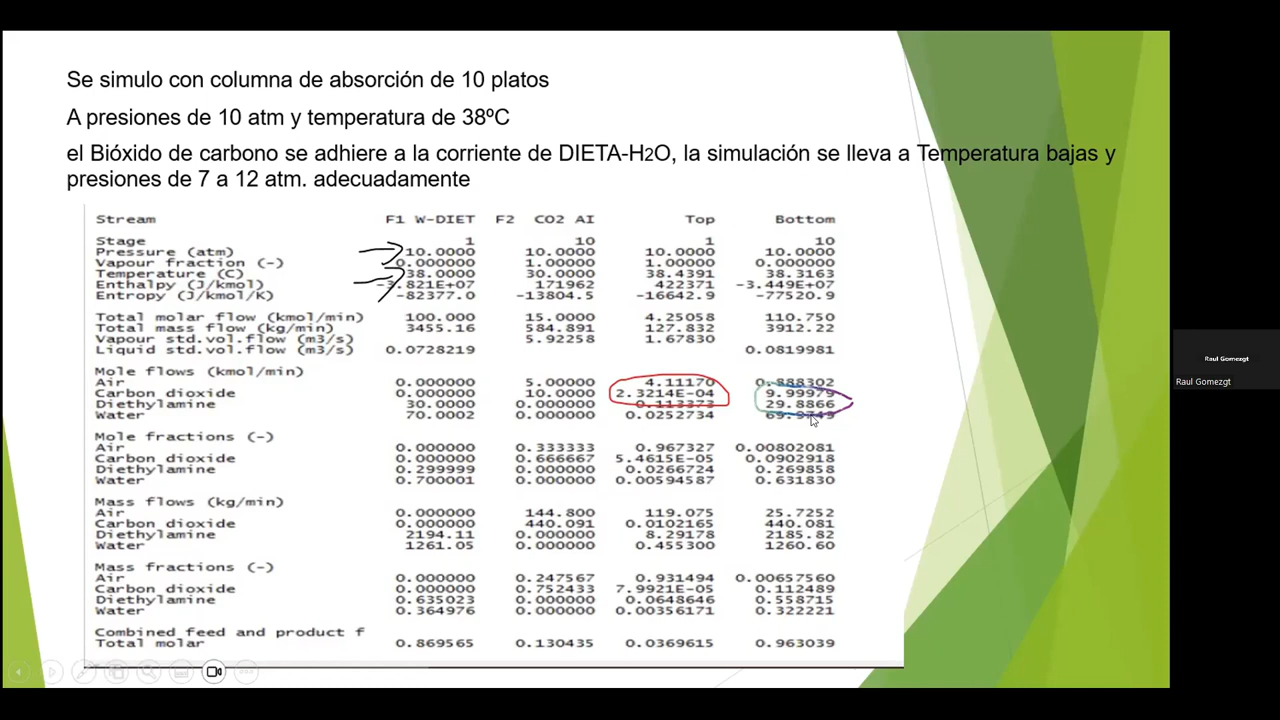 Se simulo con columna de absorción de 10 platos
A presiones de 10 atm y temperatura de 38ºC
el Bióxido de carbono se adhiere a la corriente de DIETA-H2O, la simulación se lleva a Temperatura bajas y
presiones de 7 a 12 atm. adecuadamente
Stream F1 W-DIET F2 CO2 AI Top Bottom
Stage 1 10 1 10
Pressure (atm) 10.0000 10.0000 10.0000 10.0000
Vapour fraction (-) 0.000000 1.00000 1.00000 0.000000
Temperature (C) 38.0000 30.0000 38.4391 38.3163
Enthalpy (J/kmol) -3.821E+07 171962 422371 -3.449E+07
Entropy (J/kmol/K) -82377.0 -13804.5 -16642.9 -77520.9
Total molar flow (kmol/min) 100.000 15.0000 4.25058 110.750
Total mass flow (kg/min) 3455.16 584.891 127.832 3912.22
Vapour std.vol.flow (m3/s) 5.92258 1.67830
Liquid std.vol.flow (m3/s) 0.0728219 0.0819981
Mole flows (kmol/min)
Air 0.000000 5.00000 4.11170 0.888302
Carbon dioxide 0.000000 10.0000 2.3214E-04 9.99979
Diethylamine 30.0000 0.000000 0.113373 29.8866
Water 70.0002 0.000000 0.0252734 69.9749
Mole fractions (-)
Air 0.000000 0.333333 0.967327 0.00802081
Carbon dioxide 0.000000 0.666667 5.4615E-05 0.0902918
Diethylamine 0.299999 0.000000 0.0266724 0.269858
Water 0.700001 0.000000 0.00594587 0.631830
Mass flows (kg/min)
Air 0.000000 144.800 119.075 25.7252
Carbon dioxide 0.000000 440.091 0.0102165 440.081
Diethylamine 2194.11 0.000000 8.29178 2185.82
Water 1261.05 0.000000 0.455300 1260.60
Mass fractions (-)
Air 0.000000 0.247567 0.931494 0.00657560
Carbon dioxide 0.000000 0.752433 7.9921E-05 0.112489
Diethylamine 0.635023 0.000000 0.0648646 0.558715
Water 0.364976 0.000000 0.00356171 0.322221
Combined feed and product f
Total molar 0.869565 0.130435 0.0369615 0.963039
Raul Gomezgt
Raul Gomezgt